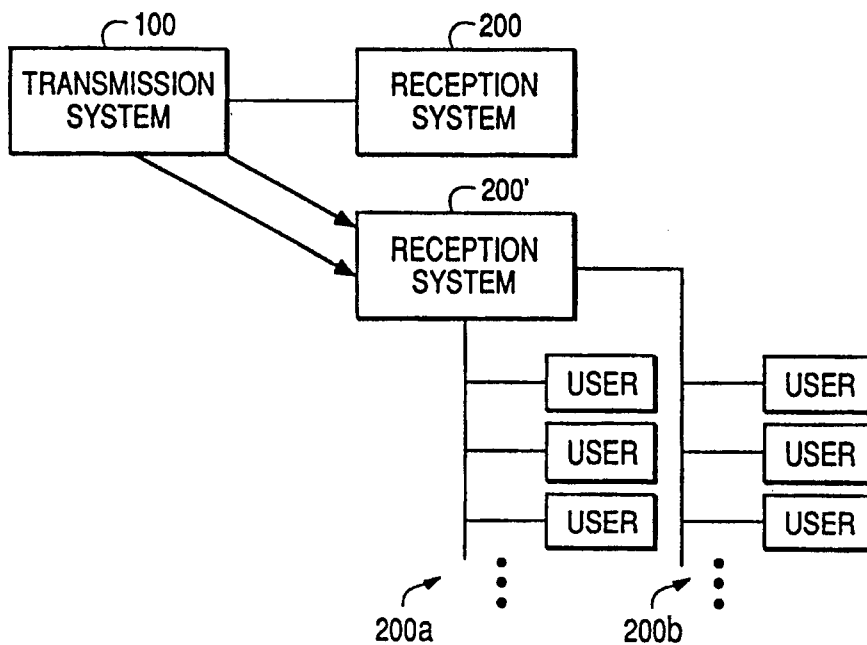 100
200
TRANSMISSION
SYSTEM
RECEPTION
SYSTEM
200'
RECEPTION
SYSTEM
USER
USER
USER
USER
USER
USER
200a
200b